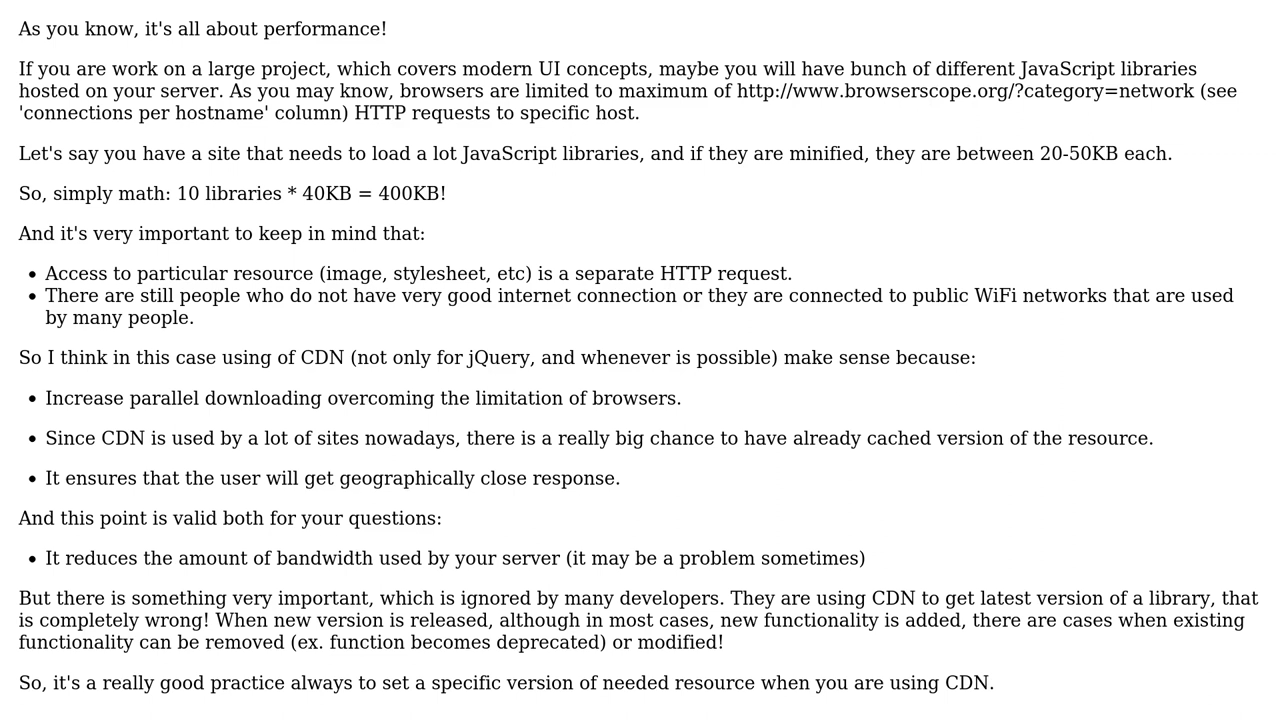 As you know, it's all about performance!
If you are work on a large project, which covers modern UI concepts, maybe you will have bunch of different JavaScript libraries
hosted on your server. As you may know, browsers are limited to maximum of http://www.browserscope.org/?category=network (see
'connections per hostname' column) HTTP requests to specific host.
Let's say you have a site that needs to load a lot JavaScript libraries, and if they are minified, they are between 20-50KB each.
So, simply math: 10 libraries * 40KB = 400KB!
And it's very important to keep in mind that:
• Access to particular resource (image, stylesheet, etc) is a separate HTTP request.
• There are still people who do not have very good internet connection or they are connected to public WiFi networks that are used
by many people.
So I think in this case using of CDN (not only for jQuery, and whenever is possible) make sense because:
• Increase parallel downloading overcoming the limitation of browsers.
• Since CDN is used by a lot of sites nowadays, there is a really big chance to have already cached version of the resource.
• It ensures that the user will get geographically close response.
And this point is valid both for your questions:
• It reduces the amount of bandwidth used by your server (it may be a problem sometimes)
But there is something very important, which is ignored by many developers. They are using CDN to get latest version of a library, that
is completely wrong! When new version is released, although in most cases, new functionality is added, there are cases when existing
functionality can be removed (ex. function becomes deprecated) or modified!
So, it's a really good practice always to set a specific version of needed resource when you are using CDN.